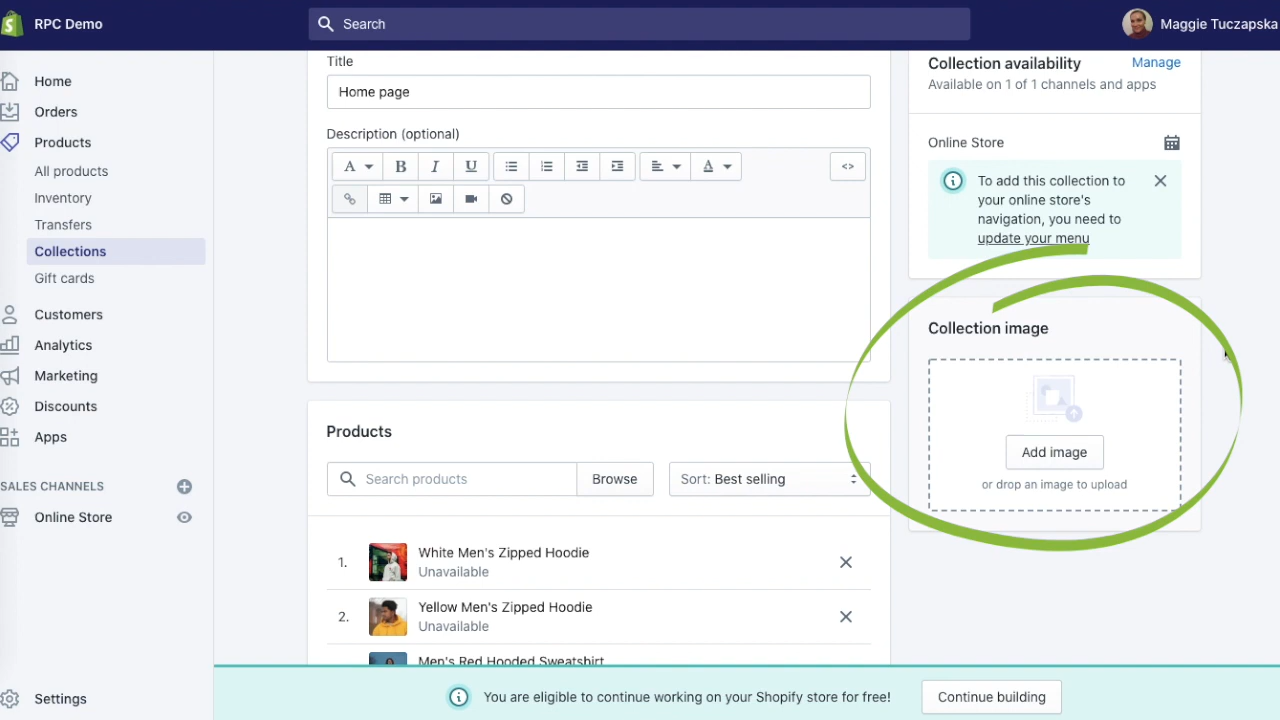 RPC Demo
Search
Maggie Tuczapska
Home
Orders
Products
All products
Inventory
Transfers
Collections
Gift cards
Customers
Analytics
Marketing
Discounts
Apps
SALES CHANNELS
Online Store
Settings
Title
Home page
Description (optional)
A B I U A <>
Products
Search products
Browse
Sort: Best selling
1.
White Men's Zipped Hoodie
Unavailable
2.
Yellow Men's Zipped Hoodie
Unavailable
Men's Red Hooded Sweatshirt
Collection availability
Manage
Available on 1 of 1 channels and apps
Online Store
To add this collection to
your online store's
navigation, you need to
update your menu
Collection image
Add image
or drop an image to upload
You are eligible to continue working on your Shopify store for free!
Continue building